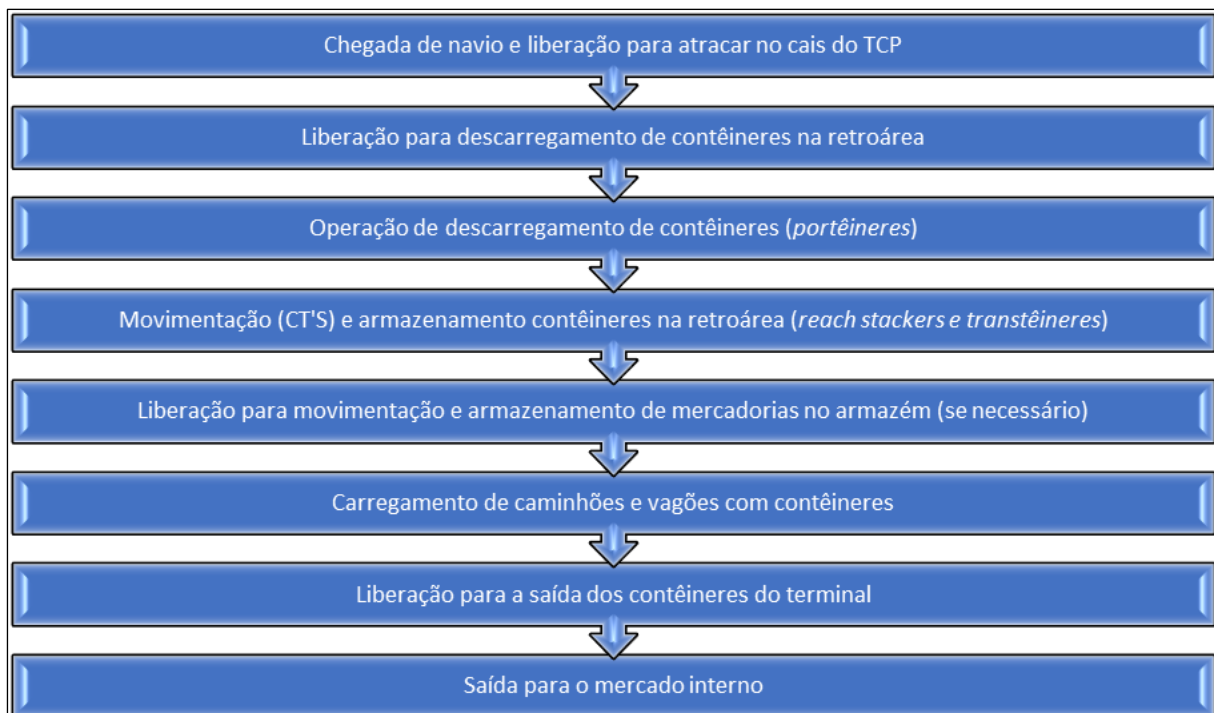 Chegada de navio e liberação para atracar no cais do TCP
Liberação para descarregamento de contêineres na retroárea
Operação de descarregamento de contêineres (portêineres)
Movimentação (CT'S) e armazenamento contêineres na retroárea (reach stackers e transtêineres)
Liberação para movimentação e armazenamento de mercadorias no armazém (se necessário)
Carregamento de caminhões e vagões com contêineres
Liberação para a saída dos contêineres do terminal
Saída para o mercado interno